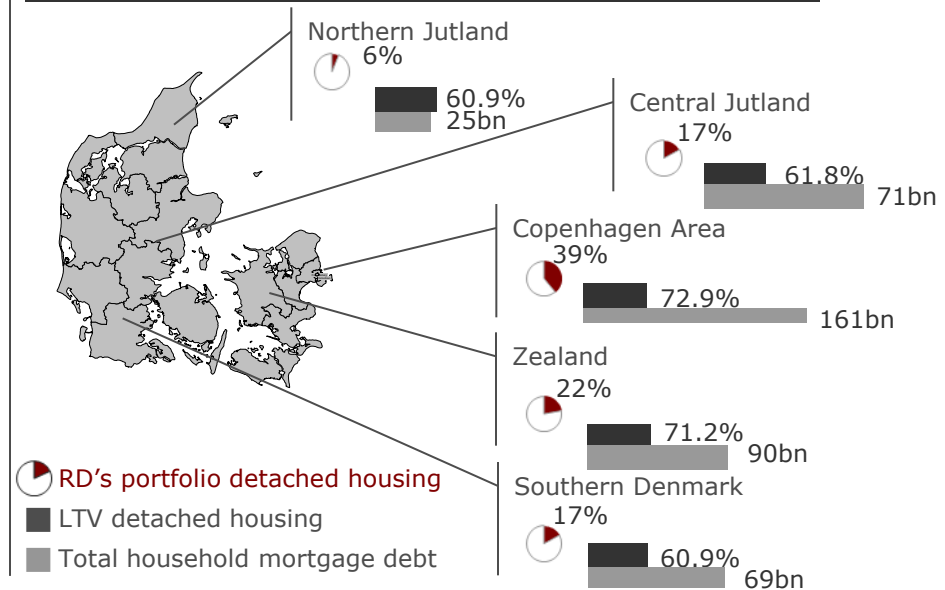 Northern Jutland
6%
60.9%
25bn
Central Jutland
17%
61.8%
71bn
Copenhagen Area
39%
72.9%
161bn
Zealand
22%
71.2%
90bn
Southern Denmark
17%
60.9%
69bn
RD's portfolio detached housing
LTV detached housing
Total household mortgage debt